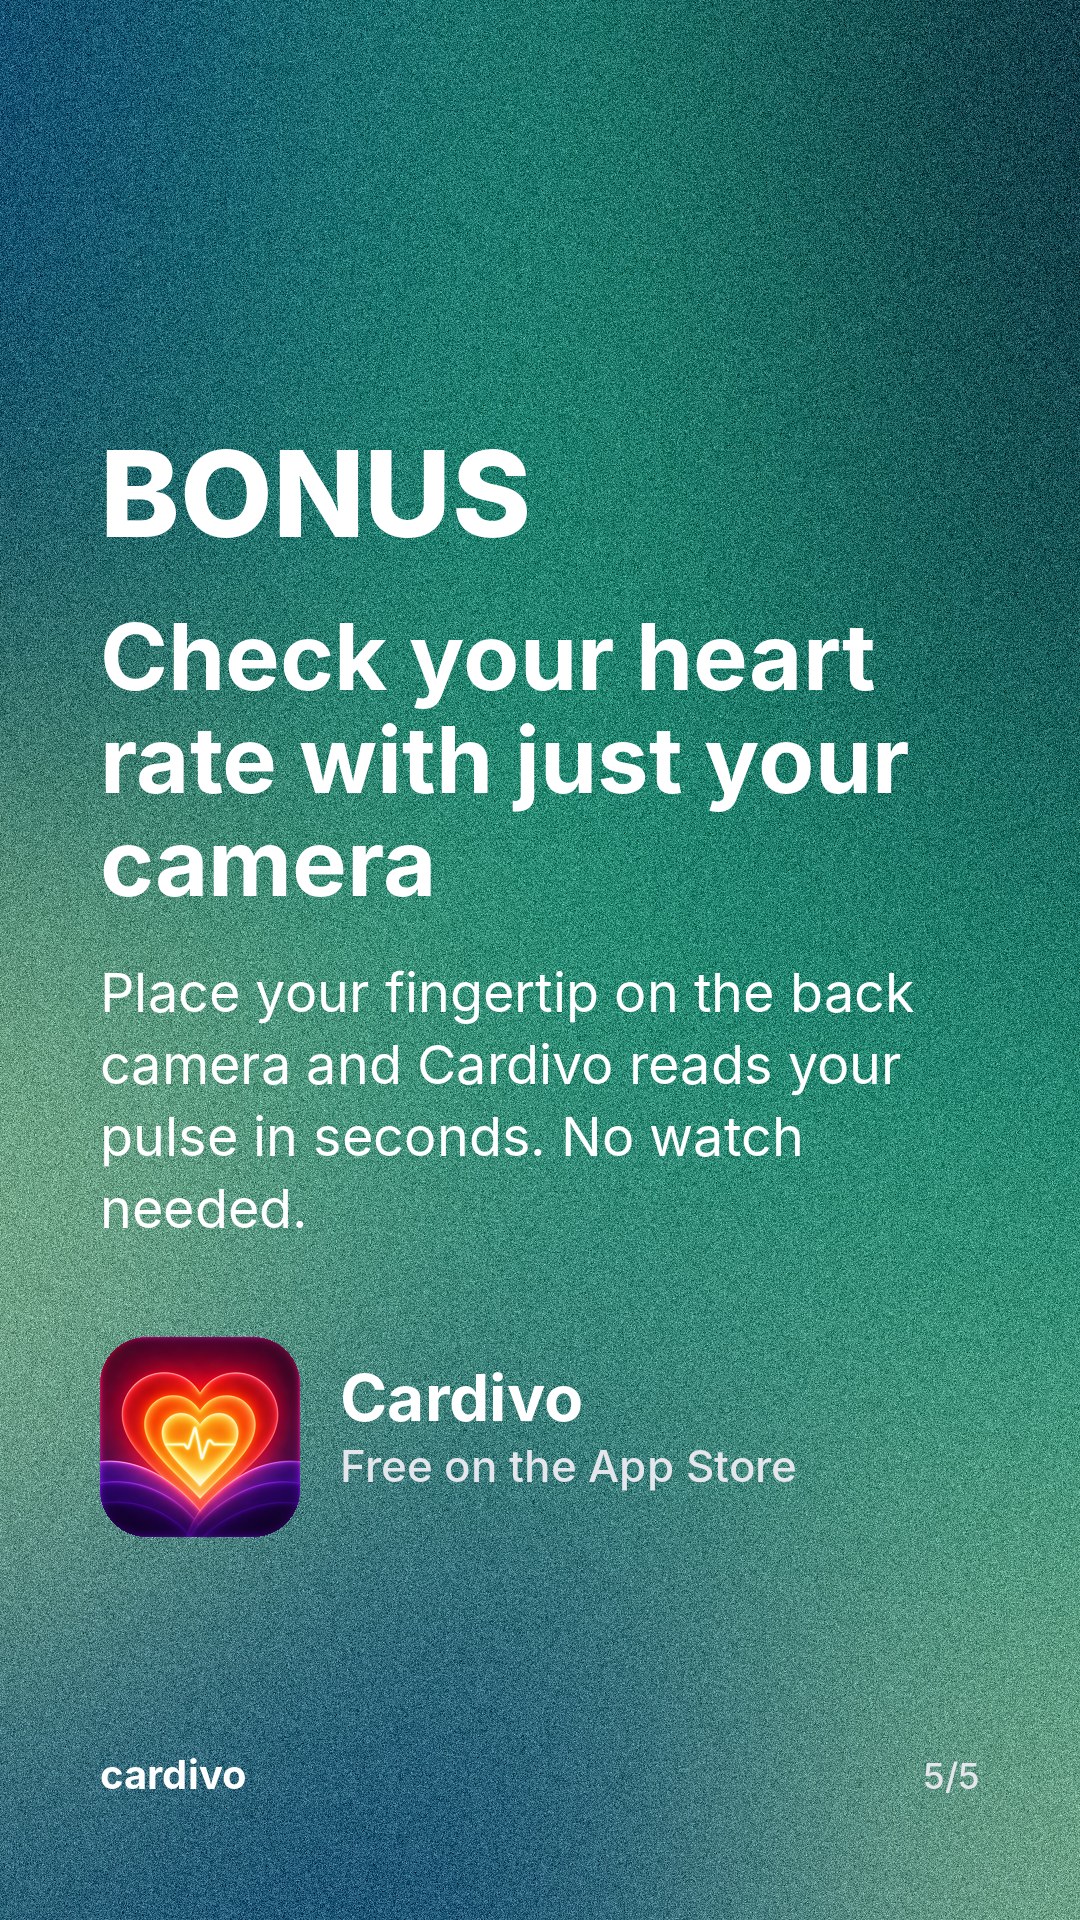 BONUS
Check your heart
rate with just your
camera
Place your fingertip on the back
camera and Cardivo reads your
pulse in seconds. No watch
needed.
Cardivo
Free on the App Store
cardivo
5/5